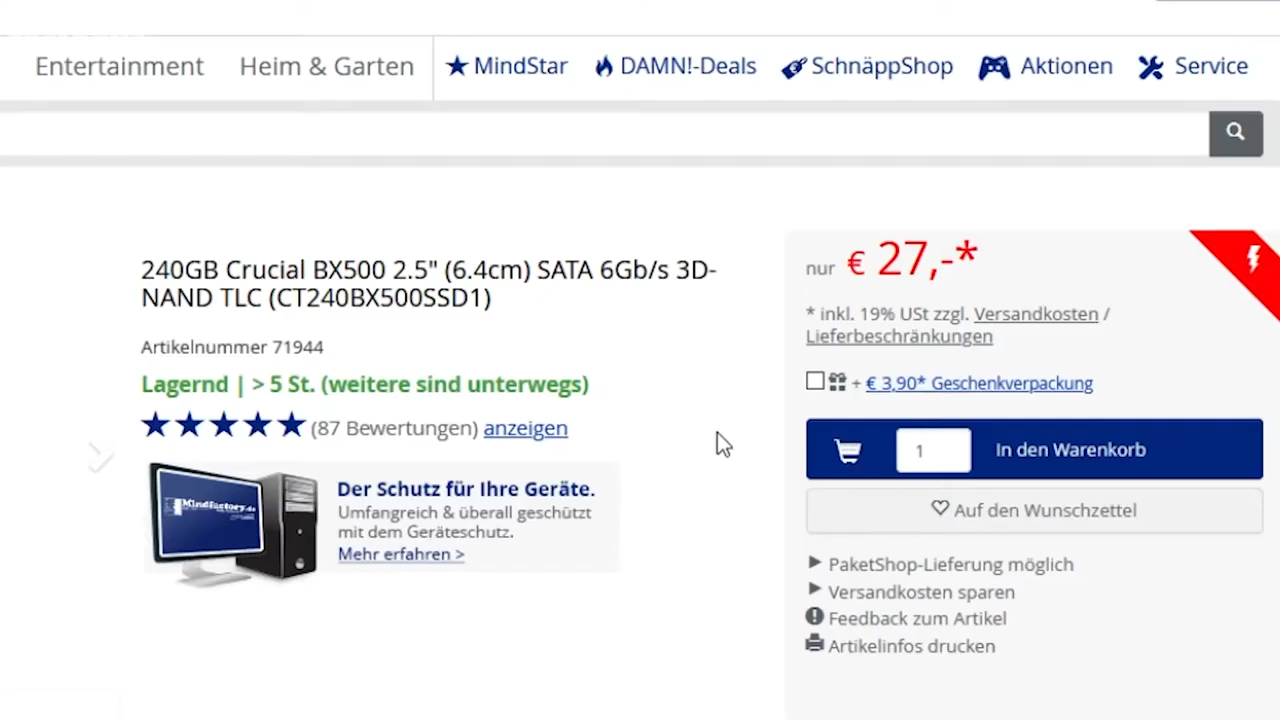 Entertainment Heim & Garten MindStar DAMN!-Deals SchnäppShop Aktionen Service
240GB Crucial BX500 2.5" (6.4cm) SATA 6Gb/s 3D-
NAND TLC (CT240BX500SSD1)
Artikelnummer 71944
Lagernd | > 5 St. (weitere sind unterwegs)
(87 Bewertungen) anzeigen
Mindfactory.de
Der Schutz für Ihre Geräte.
Umfangreich & überall geschützt
mit dem Geräteschutz.
Mehr erfahren >
nur € 27,-*
* inkl. 19% USt zzgl. Versandkosten /
Lieferbeschränkungen
+ € 3,90* Geschenkverpackung
1 In den Warenkorb
Auf den Wunschzettel
PaketShop-Lieferung möglich
Versandkosten sparen
Feedback zum Artikel
Artikelinfos drucken